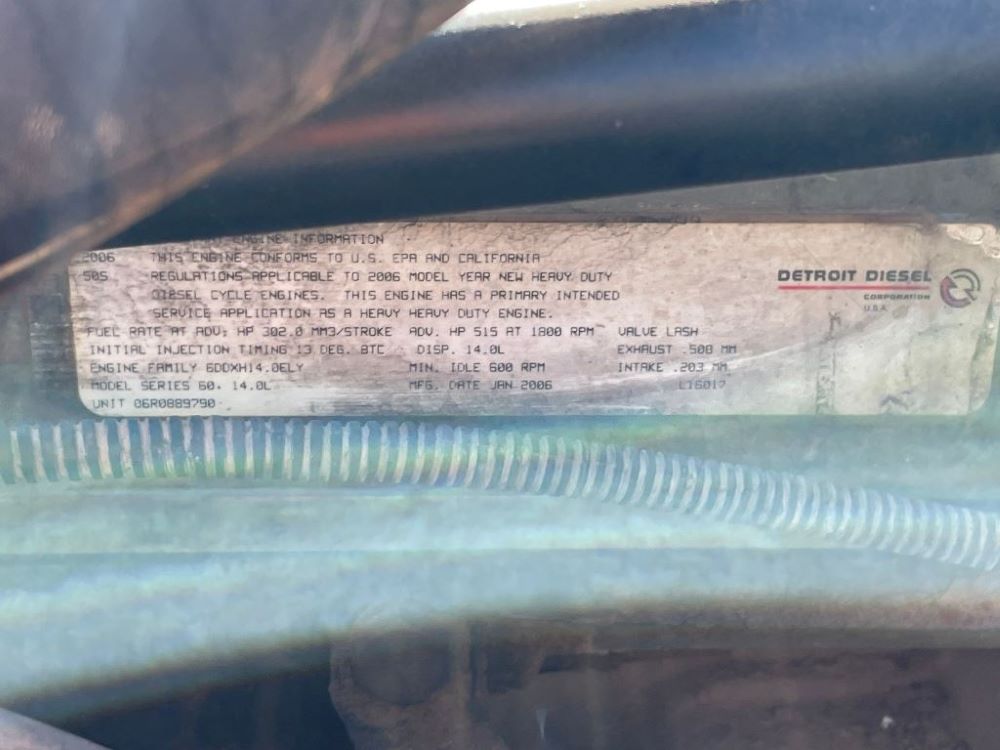 ENGINE INFORMATION
2006 THIS ENGINE CONFORMS TO U.S. EPA AND CALIFORNIA
50S REGULATIONS APPLICABLE TO 2006 MODEL YEAR NEW HEAVY DUTY
DIESEL CYCLE ENGINES. THIS ENGINE HAS A PRIMARY INTENDED
SERVICE APPLICATION AS A HEAVY HEAVY DUTY ENGINE.
FUEL RATE AT ADV. HP 302.0 MM3/STROKE ADV. HP 515 AT 1800 RPM VALVE LASH
INITIAL INJECTION TIMING 13 DEG. BTC DISP. 14.0L EXHAUST .508 MM
ENGINE FAMILY 6DDXH14.0ELY MIN. IDLE 600 RPM INTAKE .203 MM
MODEL SERIES 60, 14.0L MFG. DATE JAN 2006 L16017
UNIT 06R0889790
DETROIT DIESEL
CORPORATION
U.S.A.